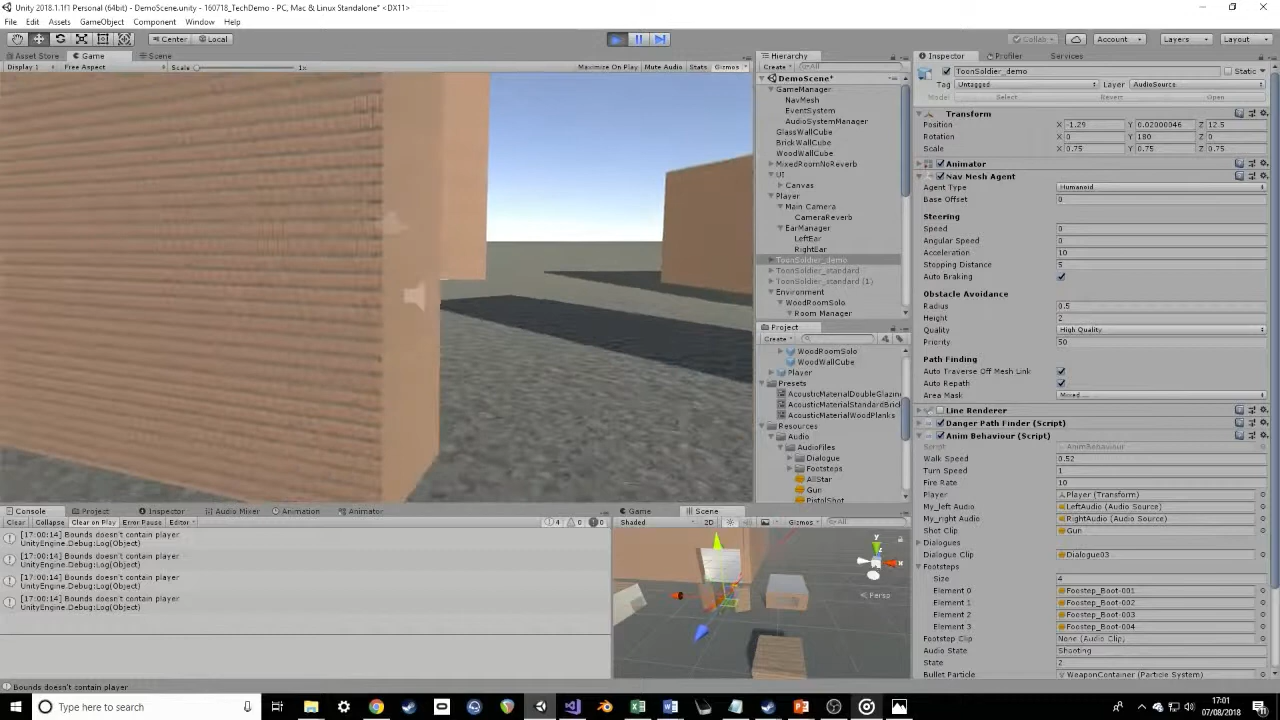 Unity 2018.1.1f1 Personal (64bit) - DemoScene.unity - 160718_TechDemo - PC, Mac & Linux Standalone* <DX11>
File Edit Assets GameObject Component Window Help
Center Local Collab Account Layers Layout
Asset Store Game Scene
Display 1 Free Aspect Scale 1x Maximize On Play Mute Audio Stats Gizmos
Hierarchy
Create All
DemoScene*
GameManager
NavMesh
EventSystem
AudioSystemManager
GlassWallCube
BrickWallCube
WoodWallCube
MixedRoomNoReverb
UI
Canvas
Player
Main Camera
CameraReverb
EarManager
LeftEar
RightEar
ToonSoldier_demo
ToonSoldier_standard
ToonSoldier_standard (1)
Environment
WoodRoomSolo
Room Manager
Project
Create
WoodRoomSolo
WoodWallCube
Player
Presets
AcousticMaterialDoubleGlazing
AcousticMaterialStandardBrick
AcousticMaterialWoodPlanks
Resources
Audio
AudioFiles
Dialogue
Footsteps
AllStar
Gun
PistolShot
Inspector Profiler Services
ToonSoldier_demo Static
Tag Untagged Layer AudioSource
Model Select Revert Open
Transform
Position X -1.29 Y 0.02000046 Z 12.5
Rotation X 0 Y 180 Z 0
Scale X 0.75 Y 0.75 Z 0.75
Animator
Nav Mesh Agent
Agent Type Humanoid
Base Offset 0
Steering
Speed 0
Angular Speed 0
Acceleration 10
Stopping Distance 5
Auto Braking
Obstacle Avoidance
Radius 0.5
Height 2
Quality High Quality
Priority 50
Path Finding
Auto Traverse Off Mesh Link
Auto Repath
Area Mask Mixed ...
Line Renderer
Danger Path Finder (Script)
Anim Behaviour (Script)
Script AnimBehaviour
Walk Speed 0.52
Turn Speed 1
Fire Rate 10
Player Player (Transform)
My_left Audio LeftAudio (Audio Source)
My_right Audio RightAudio (Audio Source)
Shot Clip Gun
Dialogues
Dialogue Clip Dialogue03
Footsteps
Size 4
Element 0 Foostep_Boot-001
Element 1 Foostep_Boot-002
Element 2 Foostep_Boot-003
Element 3 Foostep_Boot-004
Footstep Clip None (Audio Clip)
Audio State Shooting
State 2
Bullet Particle WeaponContainer (Particle System)
Console Project Inspector Audio Mixer Animation Animator
Clear Collapse Clear on Play Error Pause Editor 4 0 0
[17:00:14] Bounds doesn't contain player
UnityEngine.Debug:Log(Object)
[17:00:14] Bounds doesn't contain player
UnityEngine.Debug:Log(Object)
[17:00:14] Bounds doesn't contain player
UnityEngine.Debug:Log(Object)
[17:00:14] Bounds doesn't contain player
UnityEngine.Debug:Log(Object)
Game Scene
Shaded 2D Gizmos All
y
x
Persp
Bounds doesn't contain player
Type here to search
17:01
07/08/2018